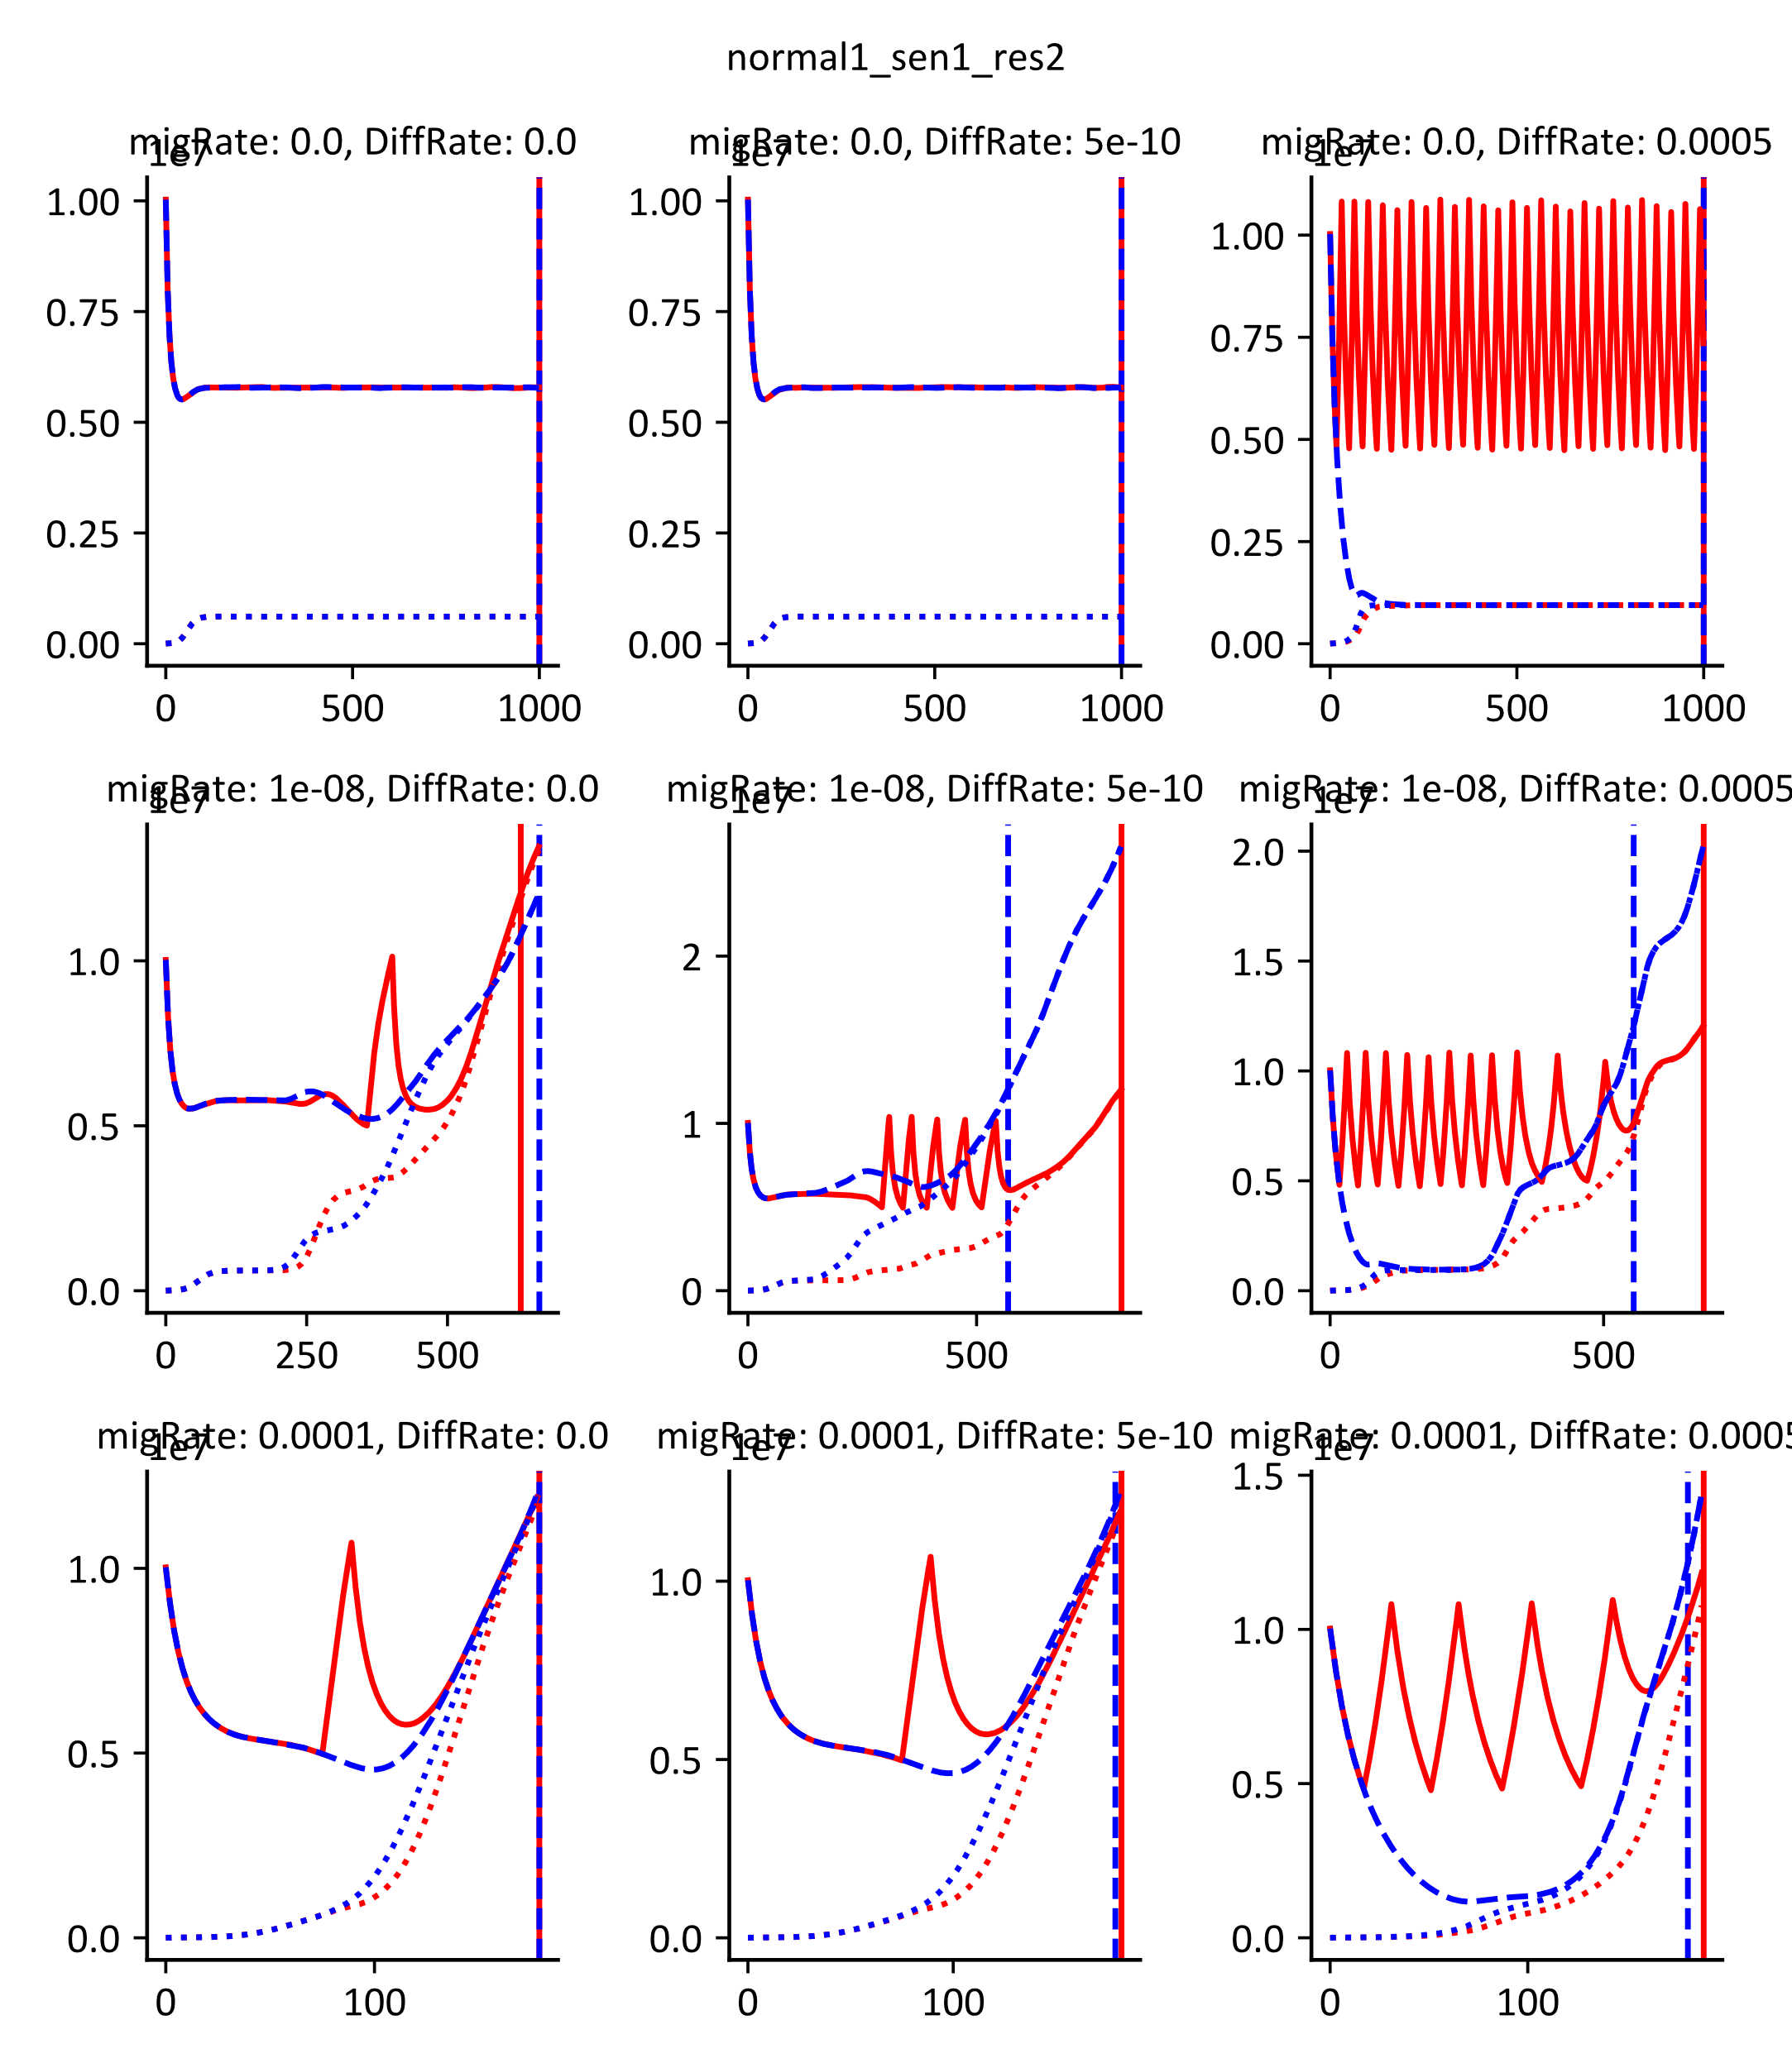 normal1_sen1_res2
migRate: 0.0, DiffRate: 0.0
1e7
1.00
0.75
0.50
0.25
0.00
0 500 1000
migRate: 0.0, DiffRate: 5e-10
1e7
1.00
0.75
0.50
0.25
0.00
0 500 1000
migRate: 0.0, DiffRate: 0.0005
1e7
1.00
0.75
0.50
0.25
0.00
0 500 1000
migRate: 1e-08, DiffRate: 0.0
1e7
1.0
0.5
0.0
0 250 500
migRate: 1e-08, DiffRate: 5e-10
1e7
2
1
0
0 500
migRate: 1e-08, DiffRate: 0.0005
1e7
2.0
1.5
1.0
0.5
0.0
0 500
migRate: 0.0001, DiffRate: 0.0
1e7
1.0
0.5
0.0
0 100
migRate: 0.0001, DiffRate: 5e-10
1e7
1.0
0.5
0.0
0 100
migRate: 0.0001, DiffRate: 0.0005
1e7
1.5
1.0
0.5
0.0
0 100